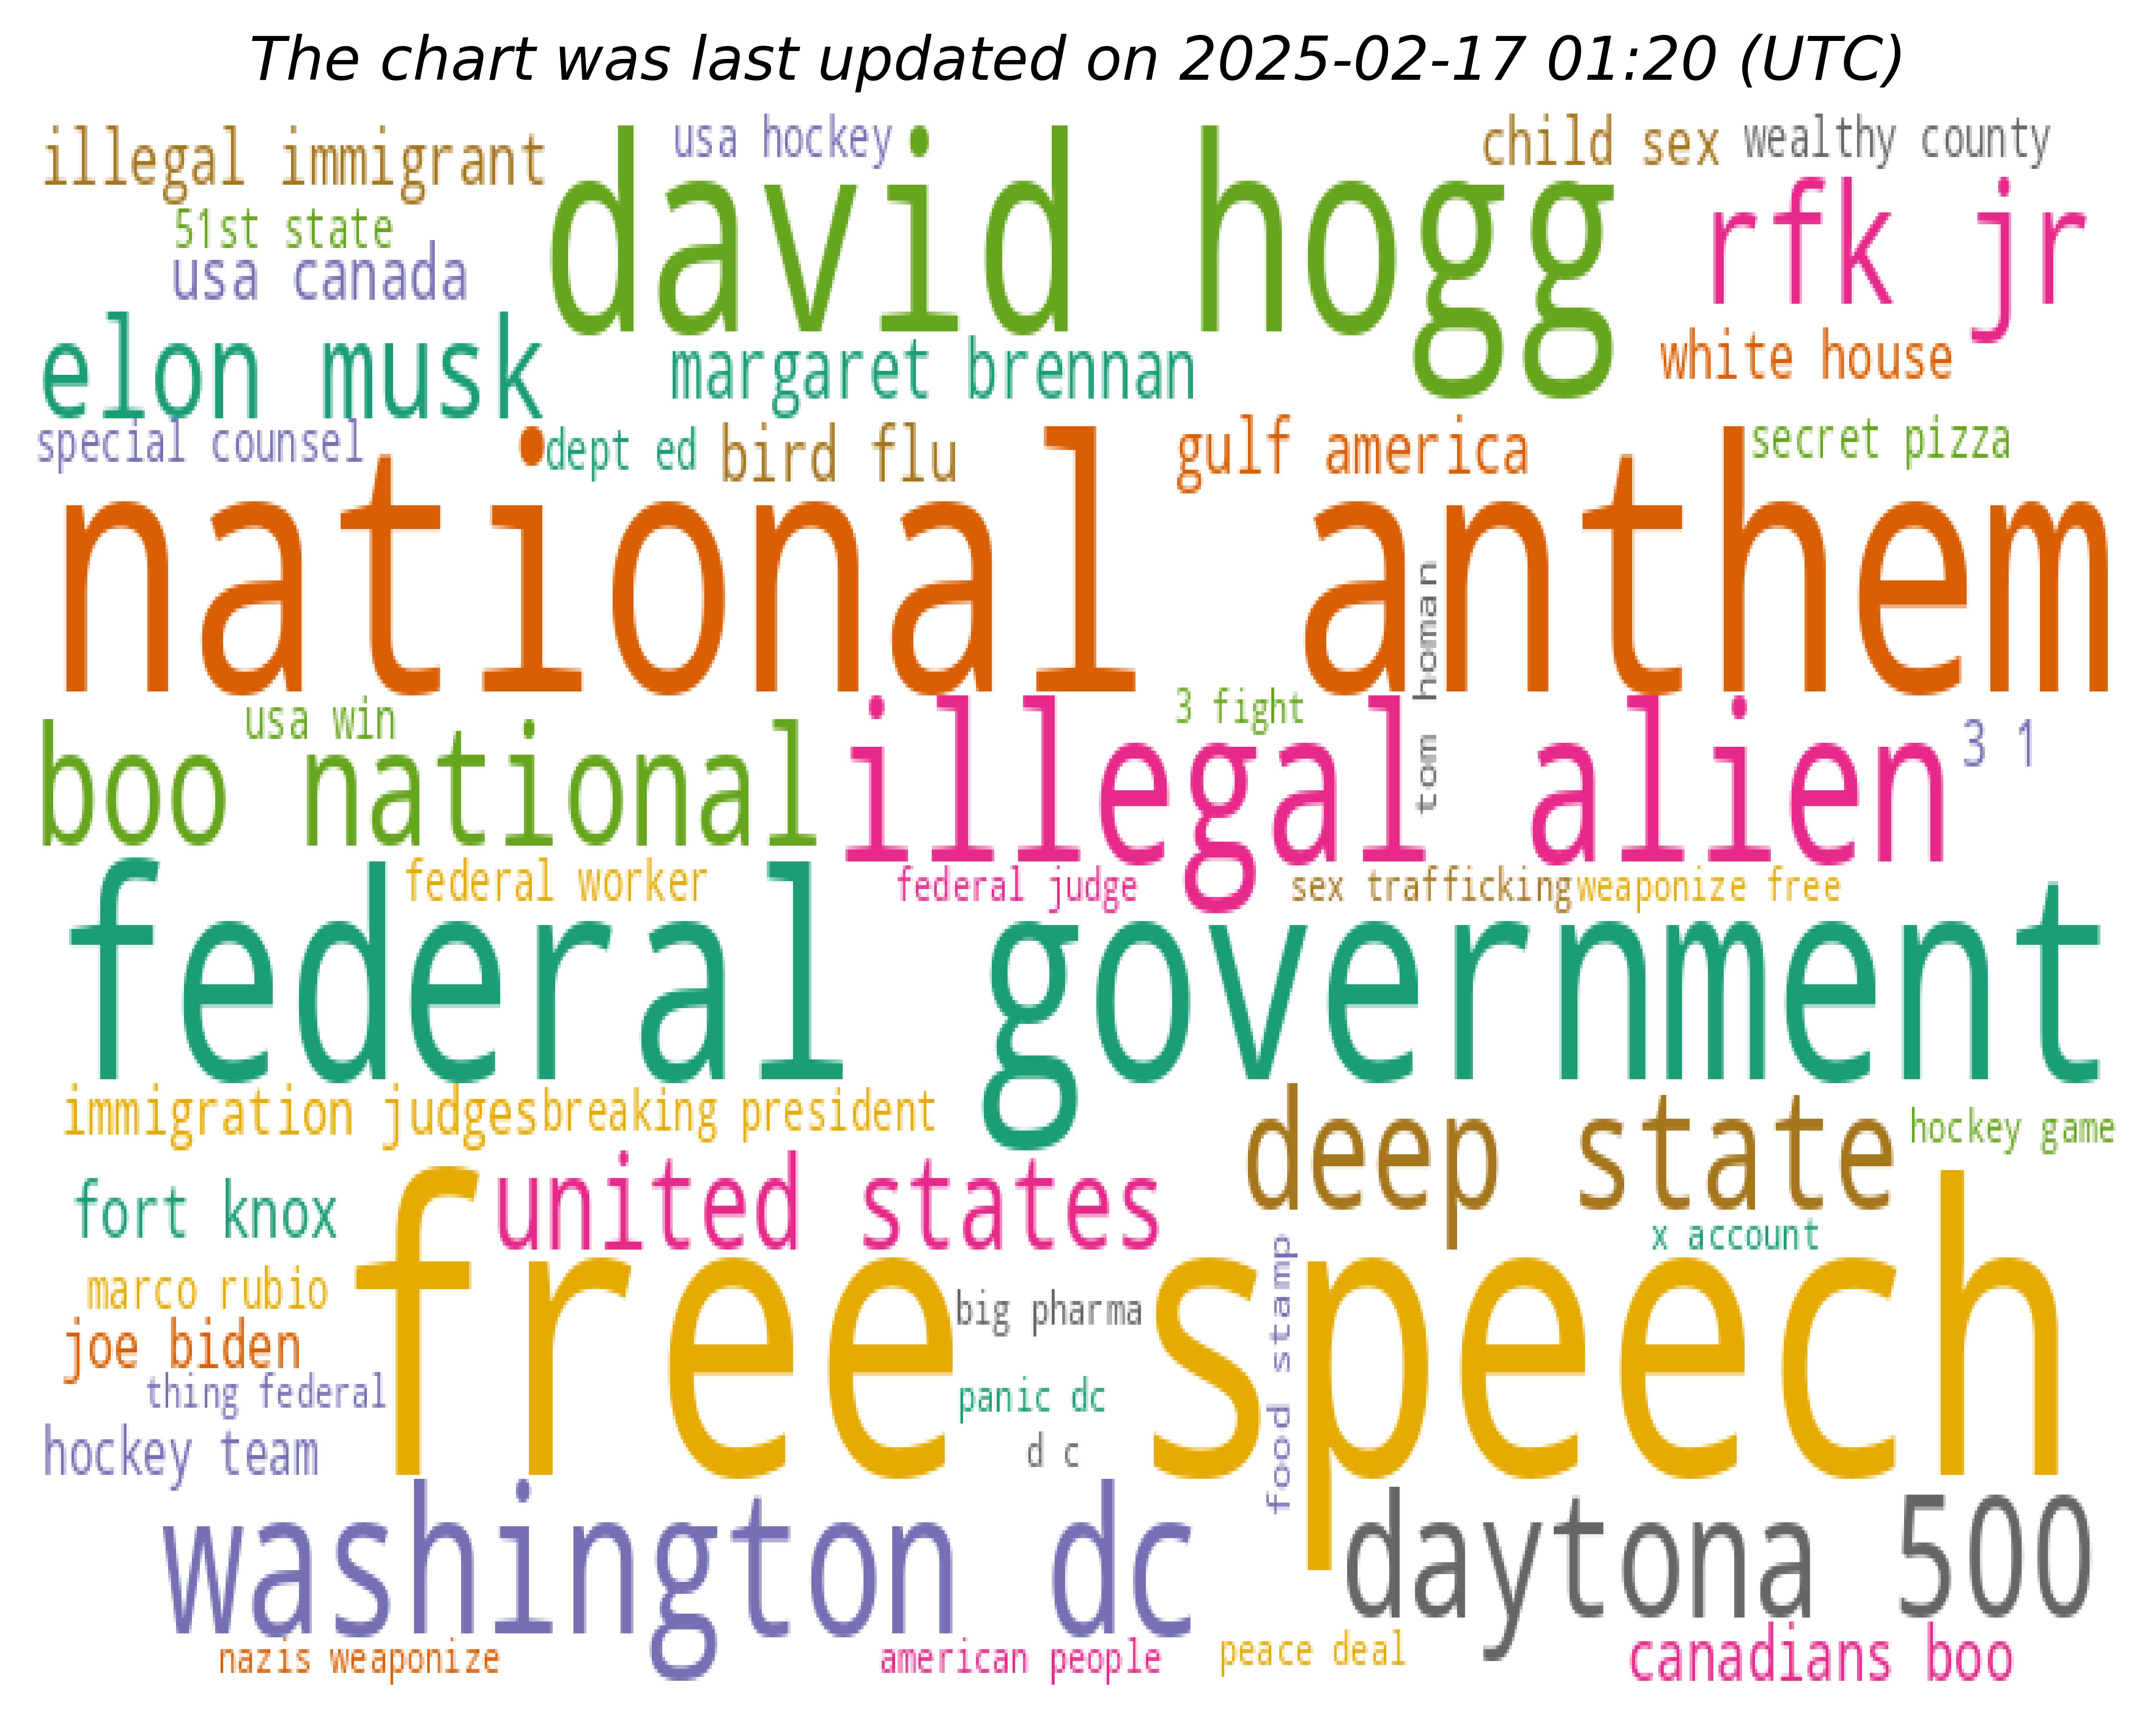 The chart was last updated on 2025-02-17 01:20 (UTC)
illegal immigrant
usa hockey
child sex
wealthy county
david hogg
rfk jr
51st state
usa canada
elon musk
margaret brennan
white house
special counsel
dept ed
bird flu
gulf america
secret pizza
national anthem
tom homan
usa win
3 fight
3 1
boo national
illegal alien
federal worker
federal judge
sex trafficking
weaponize free
federal government
immigration judges
breaking president
deep state
hockey game
fort knox
united states
x account
marco rubio
free speech
big pharma
food stamp
joe biden
thing federal
panic dc
hockey team
d c
washington dc
daytona 500
nazis weaponize
american people
peace deal
canadians boo